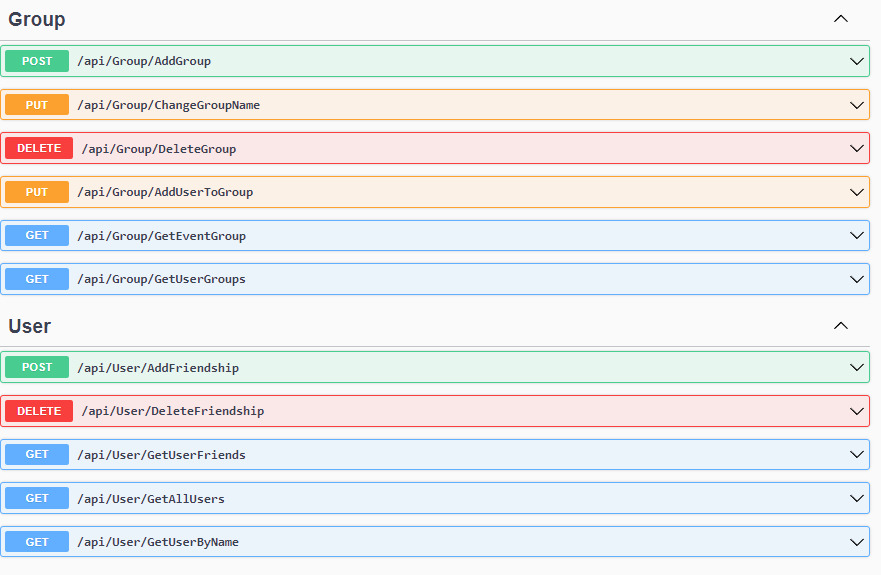 Group
POST /api/Group/AddGroup
PUT /api/Group/ChangeGroupName
DELETE /api/Group/DeleteGroup
PUT /api/Group/AddUserToGroup
GET /api/Group/GetEventGroup
GET /api/Group/GetUserGroups
User
POST /api/User/AddFriendship
DELETE /api/User/DeleteFriendship
GET /api/User/GetUserFriends
GET /api/User/GetAllUsers
GET /api/User/GetUserByName